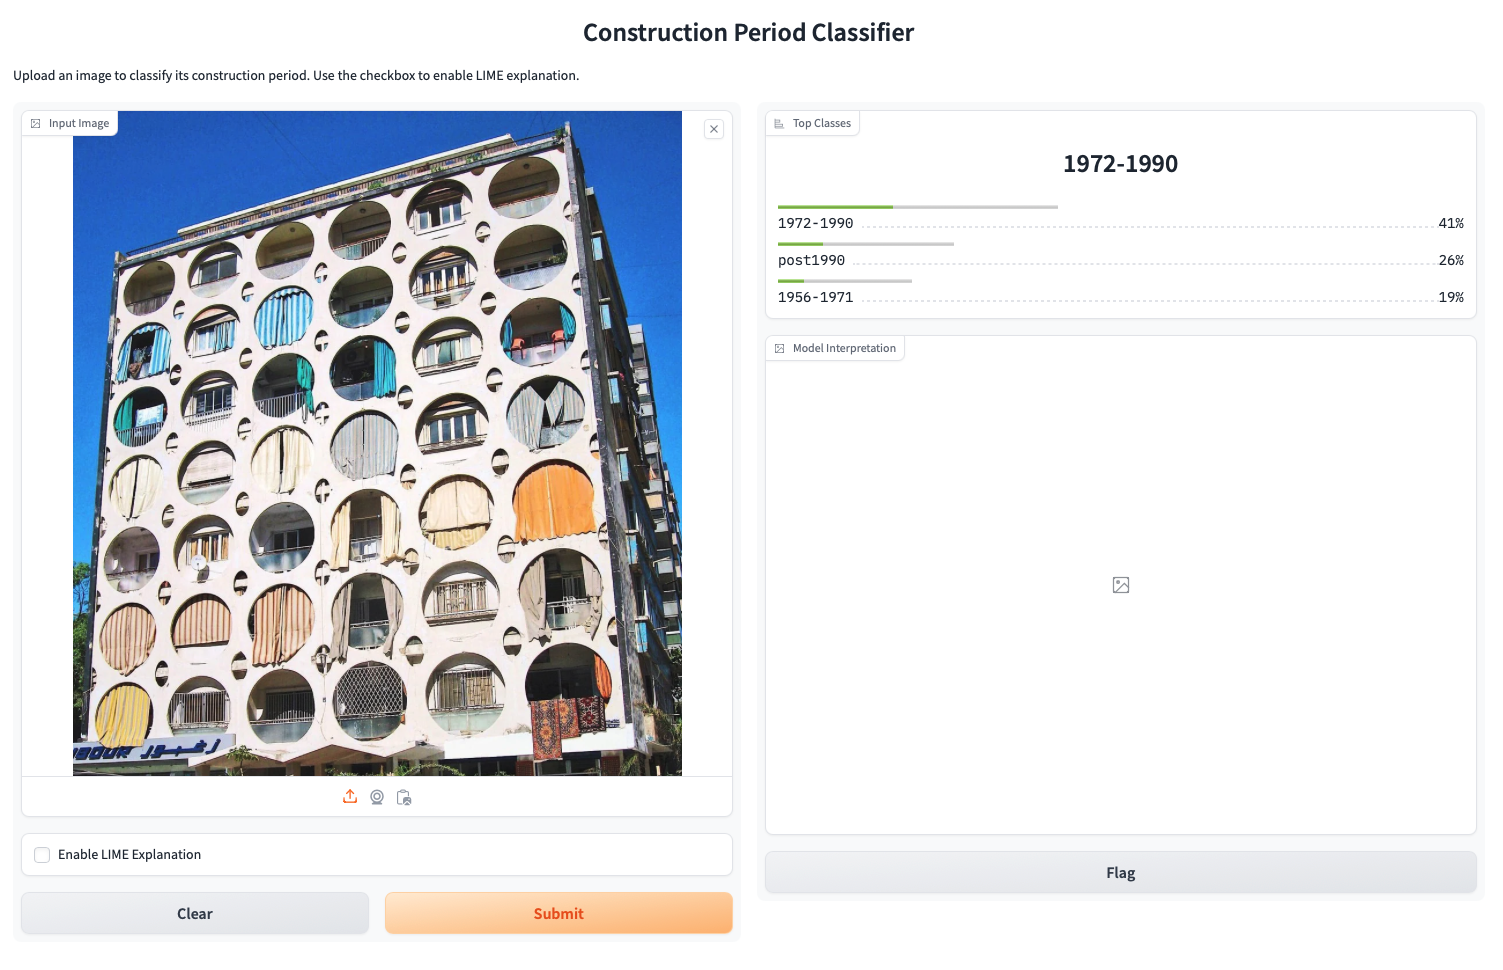 Construction Period Classifier
Upload an image to classify its construction period. Use the checkbox to enable LIME explanation.
Input Image
Top Classes
1972-1990
1972-1990 41%
post1990 26%
1956-1971 19%
Model Interpretation
Enable LIME Explanation
Clear
Submit
Flag